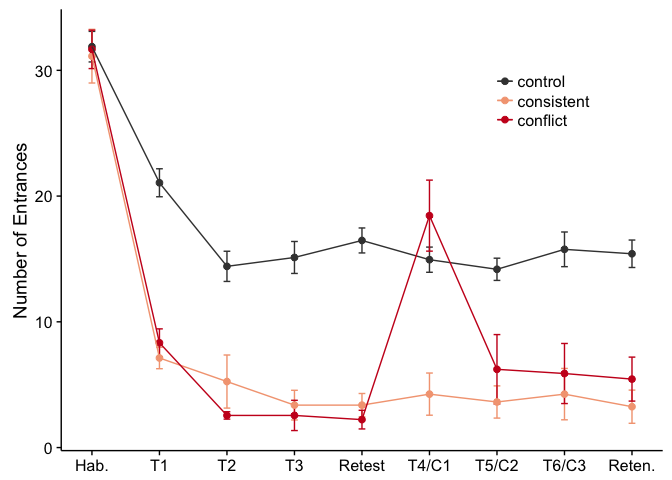 30
20
10
0
Number of Entrances
control
consistent
conflict
Hab. T1 T2 T3 Retest T4/C1 T5/C2 T6/C3 Reten.